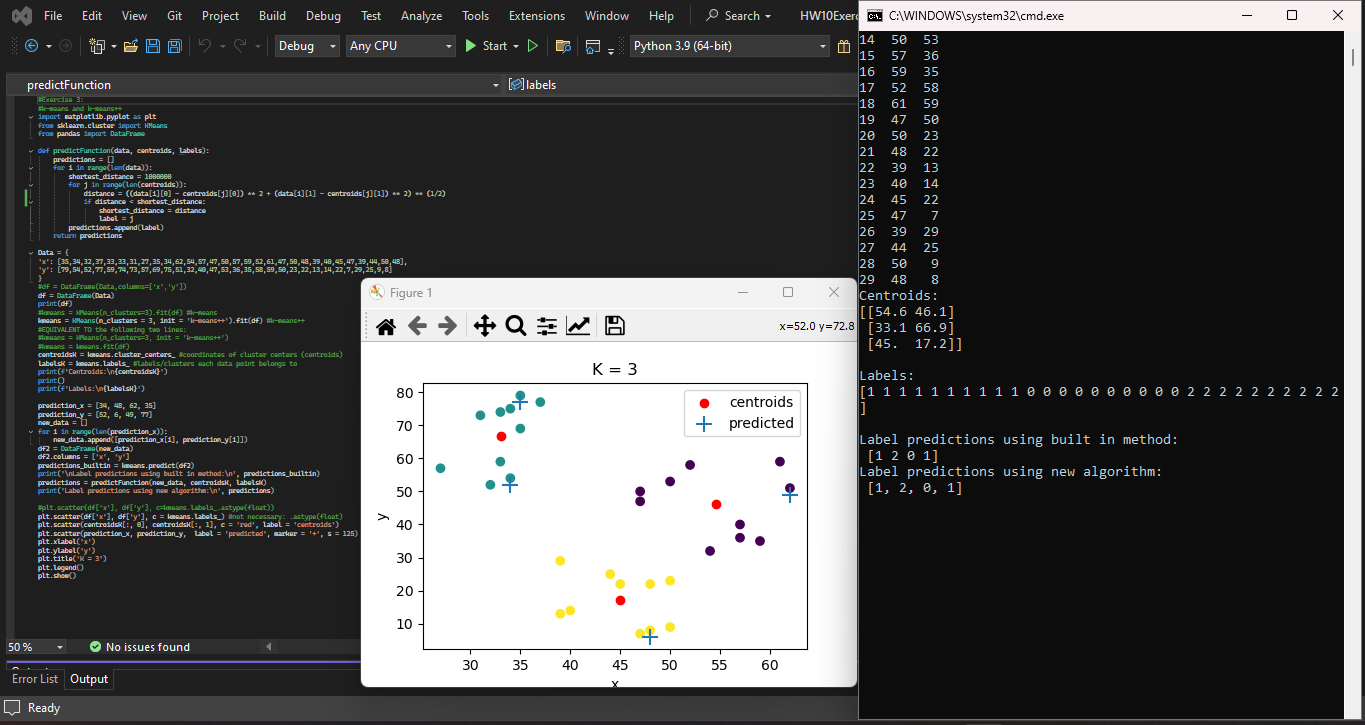 File Edit View Git Project Build Debug Test Analyze Tools Extensions Window Help Search HW10Exerc
Debug Any CPU Start Python 3.9 (64-bit)
predictFunction labels
#Exercise 3:
#k-means and k-means++
import matplotlib.pyplot as plt
from sklearn.cluster import KMeans
from pandas import DataFrame
def predictFunction(data, centroids, labels):
predictions = []
for i in range(len(data)):
shortest_distance = 1000000
for j in range(len(centroids)):
distance = ((data[i][0] - centroids[j][0]) ** 2 + (data[i][1] - centroids[j][1]) ** 2) ** (1/2)
if distance < shortest_distance:
shortest_distance = distance
label = j
predictions.append(label)
return predictions
Data = {
'x': [35,34,32,37,33,33,31,27,35,34,62,54,57,47,50,57,59,52,61,47,50,48,39,40,45,47,39,44,50,48],
'y': [79,54,52,77,59,74,73,57,69,75,51,32,40,47,53,36,35,58,59,50,23,22,13,14,22,7,29,25,9,8]
}
#df = DataFrame(Data,columns=['x','y'])
df = DataFrame(Data)
print(df)
#kmeans = KMeans(n_clusters=3).fit(df) #k-means
kmeans = KMeans(n_clusters = 3, init = 'k-means++').fit(df) #k-means++
#EQUIVALENT TO the following two lines:
#kmeans = KMeans(n_clusters=3, init = 'k-means++')
#kmeans = kmeans.fit(df)
centroidsK = kmeans.cluster_centers_ #coordinates of cluster centers (centroids)
labelsK = kmeans.labels_ #labels/clusters each data point belongs to
print(f'Centroids:\n{centroidsK}')
print()
print(f'Labels:\n{labelsK}')
prediction_x = [34, 48, 62, 35]
prediction_y = [52, 6, 49, 77]
new_data = []
for i in range(len(prediction_x)):
new_data.append([prediction_x[i], prediction_y[i]])
df2 = DataFrame(new_data)
df2.columns = ['x', 'y']
predictions_builtin = kmeans.predict(df2)
print('\nLabel predictions using built in method:\n', predictions_builtin)
predictions = predictFunction(new_data, centroidsK, labelsK)
print('Label predictions using new algorithm:\n', predictions)
#plt.scatter(df['x'], df['y'], c=kmeans.labels_.astype(float))
plt.scatter(df['x'], df['y'], c = kmeans.labels_) #not necessary: .astype(float)
plt.scatter(centroidsK[:, 0], centroidsK[:, 1], c = 'red', label = 'centroids')
plt.scatter(prediction_x, prediction_y, label = 'predicted', marker = '+', s = 125)
plt.xlabel('x')
plt.ylabel('y')
plt.title('K = 3')
plt.legend()
plt.show()
50 % No issues found
Error List Output
Ready
Figure 1
x=52.0 y=72.8
K = 3
centroids
predicted
80
70
60
50
40
30
20
10
y
30 35 40 45 50 55 60
x
C:\WINDOWS\system32\cmd.exe
14 50 53
15 57 36
16 59 35
17 52 58
18 61 59
19 47 50
20 50 23
21 48 22
22 39 13
23 40 14
24 45 22
25 47 7
26 39 29
27 44 25
28 50 9
29 48 8
Centroids:
[[54.6 46.1]
[33.1 66.9]
[45. 17.2]]
Labels:
[1 1 1 1 1 1 1 1 1 1 0 0 0 0 0 0 0 0 0 0 2 2 2 2 2 2 2 2 2 2
]
Label predictions using built in method:
[1 2 0 1]
Label predictions using new algorithm:
[1, 2, 0, 1]